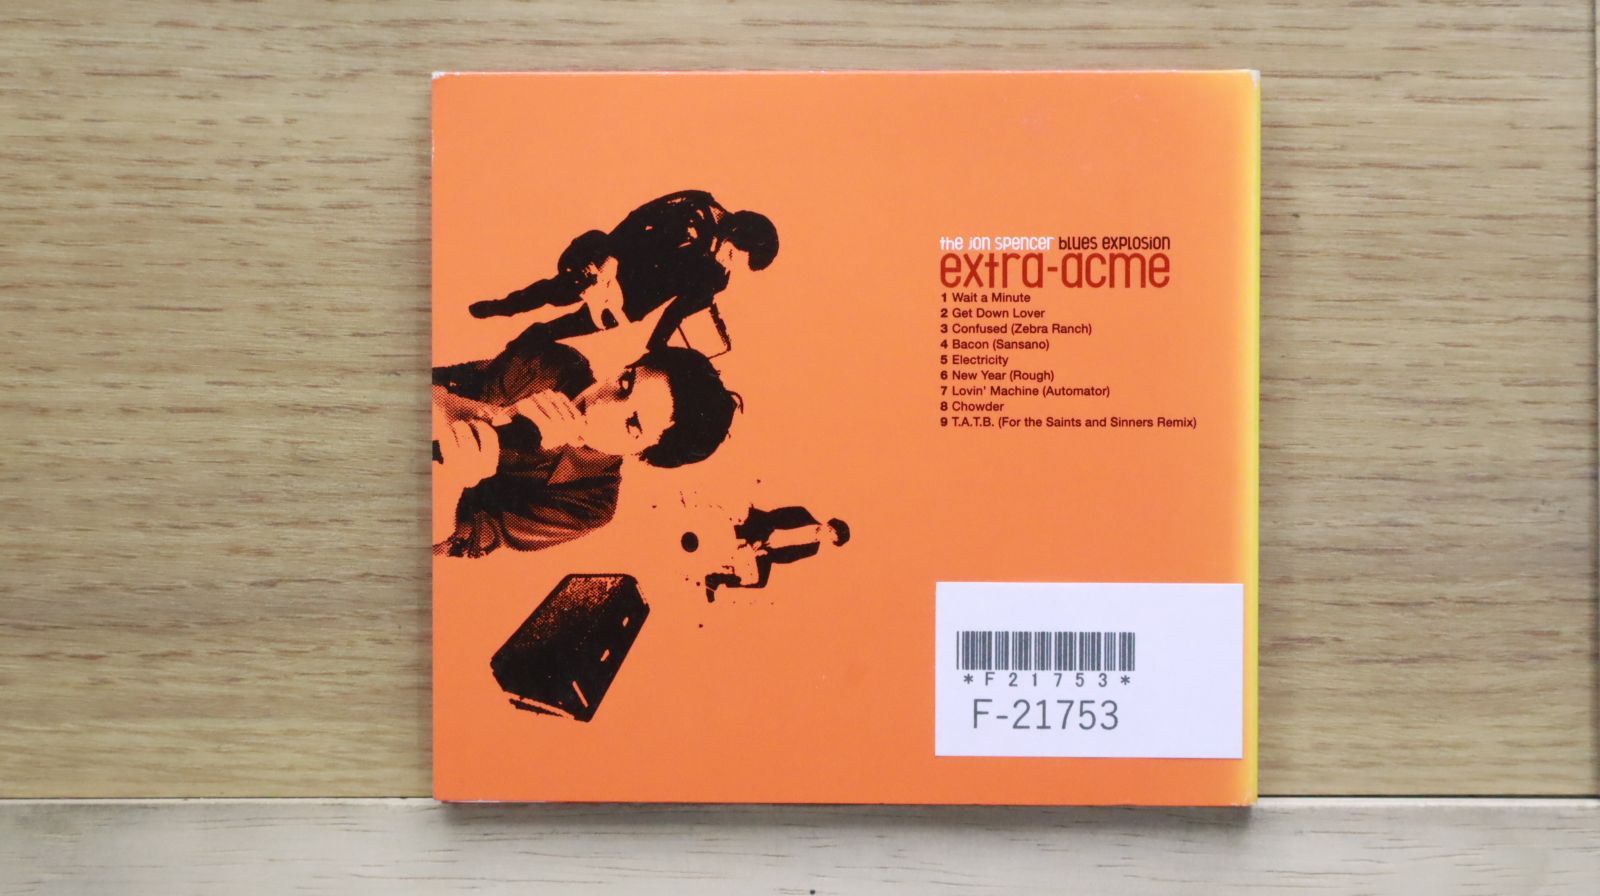 the jon spencer blues explosion
extra-acme
1 Wait a Minute
2 Get Down Lover
3 Confused (Zebra Ranch)
4 Bacon (Sansano)
5 Electricity
6 New Year (Rough)
7 Lovin' Machine (Automator)
8 Chowder
9 T.A.T.B. (For the Saints and Sinners Remix)
*F21753*
F-21753